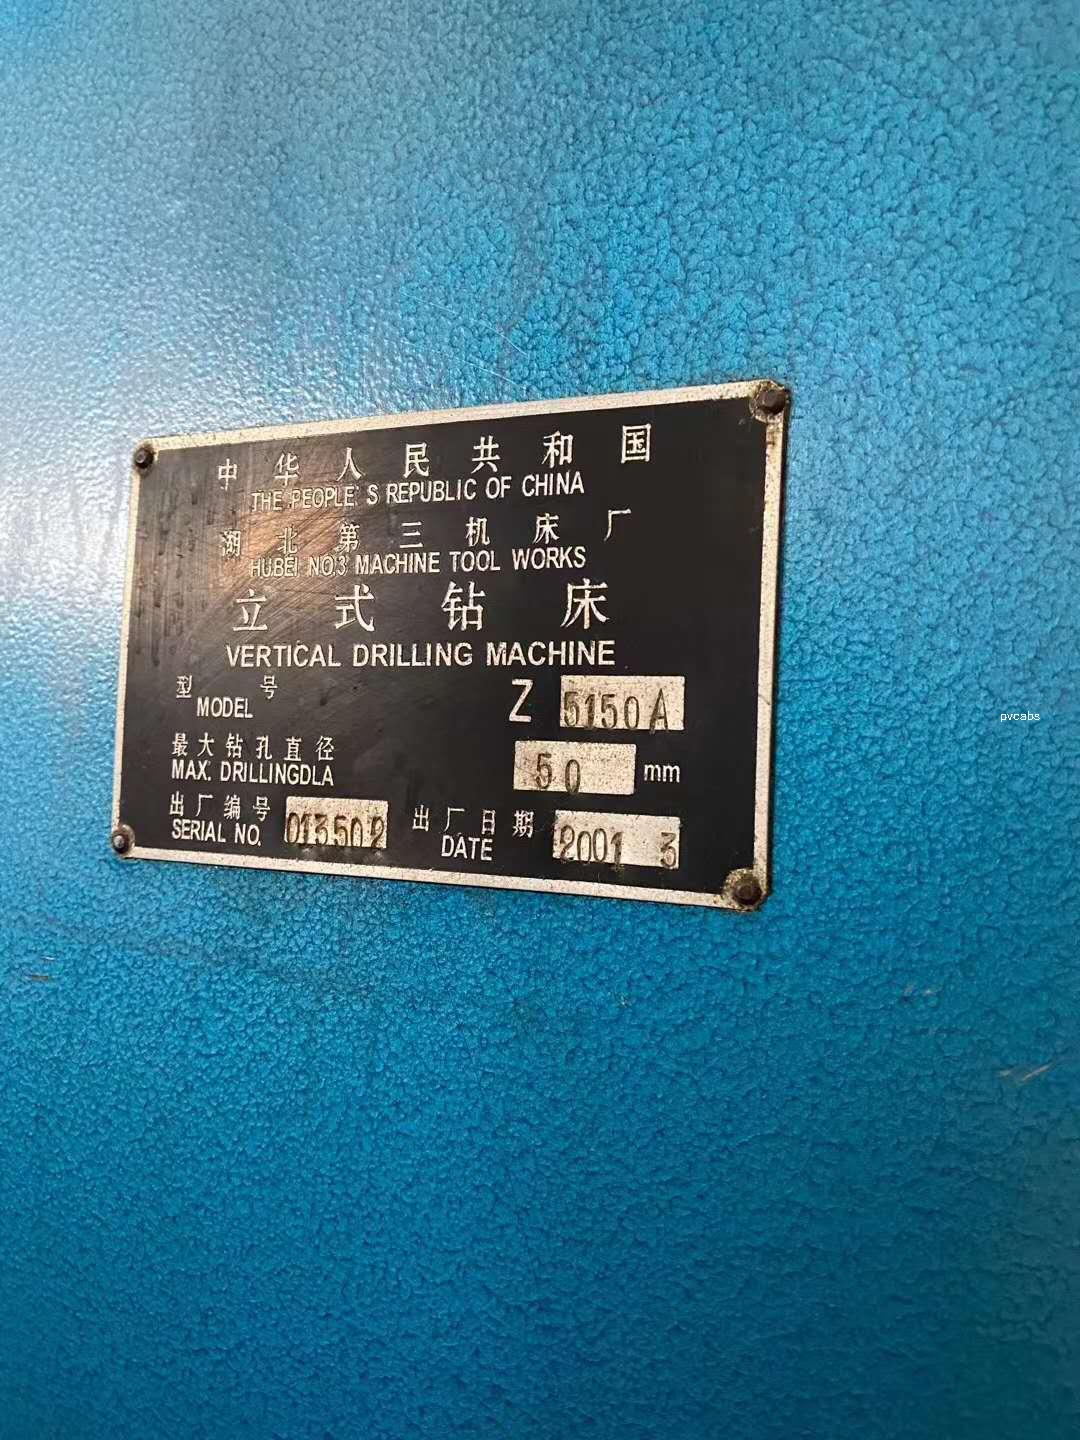 中华人民共和国
THE PEOPLE'S REPUBLIC OF CHINA
湖北第三机床厂
HUBEI NO.3 MACHINE TOOL WORKS
立式钻床
VERTICAL DRILLING MACHINE
型号 Z 5150A
MODEL
最大钻孔直径 50 mm
MAX. DRILLINGDLA
出厂编号 013502 出厂日期 2001 3
SERIAL NO. DATE
pvcabs